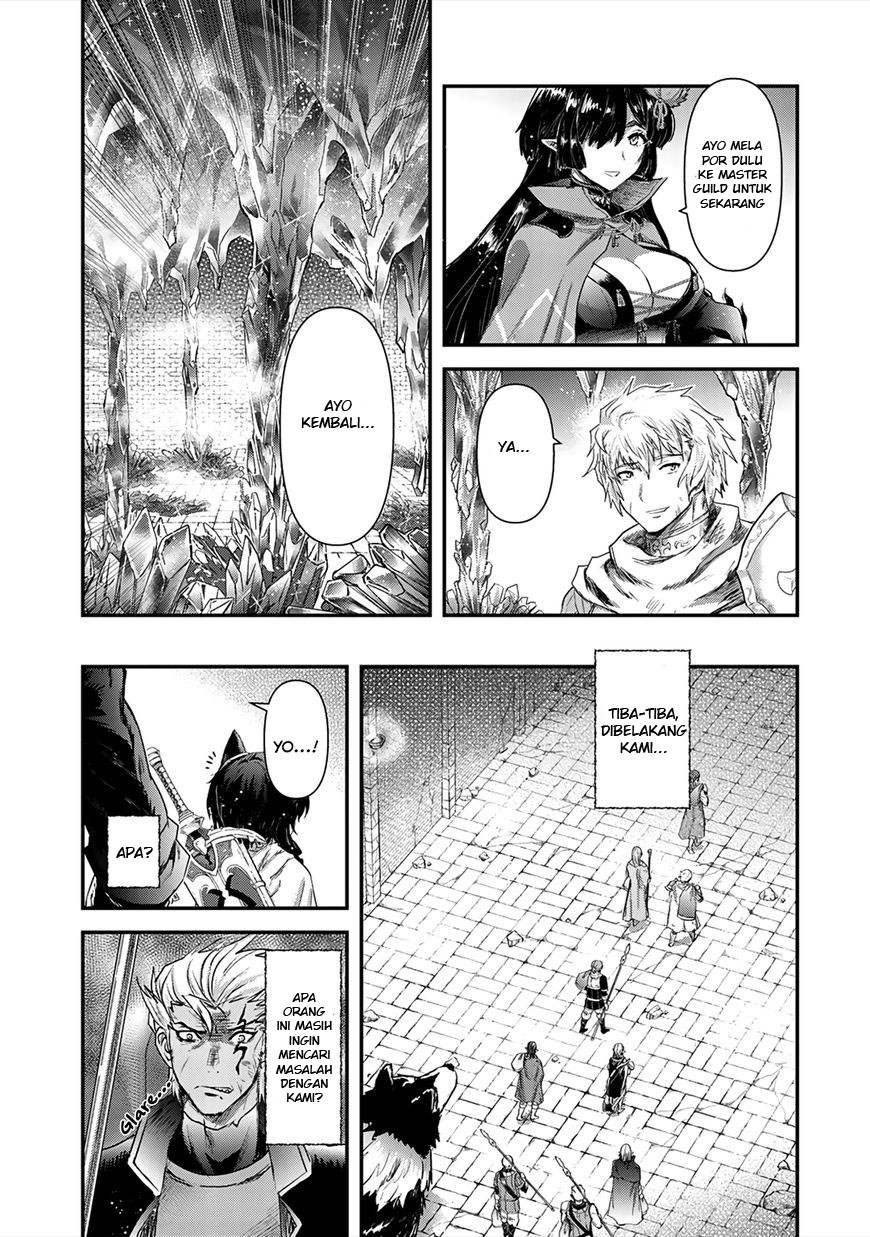 AYO MELA
POR DULU
KE MASTER
GUILD UNTUK
SEKARANG
YA...
AYO
KEMBALI...
TIBA-TIBA,
DIBELAKANG
KAMI...
YO...!
APA?
APA
ORANG
INI MASIH
INGIN
MENCARI
MASALAH
DENGAN
KAMI?
Glare...